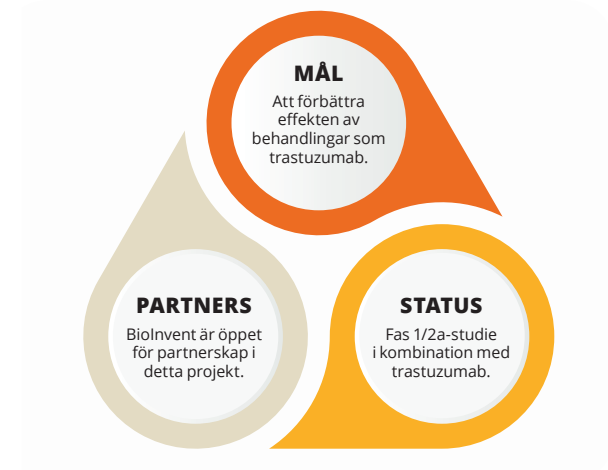 MÅL
Att förbättra
effekten av
behandlingar som
trastuzumab.
PARTNERS
BioInvent är öppet
för partnerskap i
detta projekt.
STATUS
Fas 1/2a-studie
i kombination med
trastuzumab.